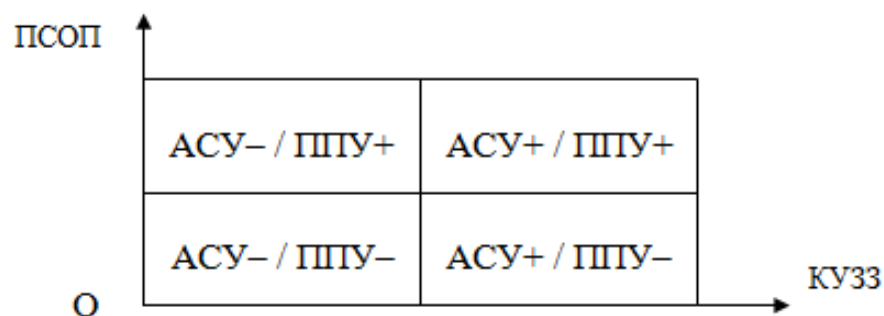 ПСОП
АСУ– / ППУ+ АСУ+ / ППУ+
АСУ– / ППУ– АСУ+ / ППУ–
О КУЗЗ